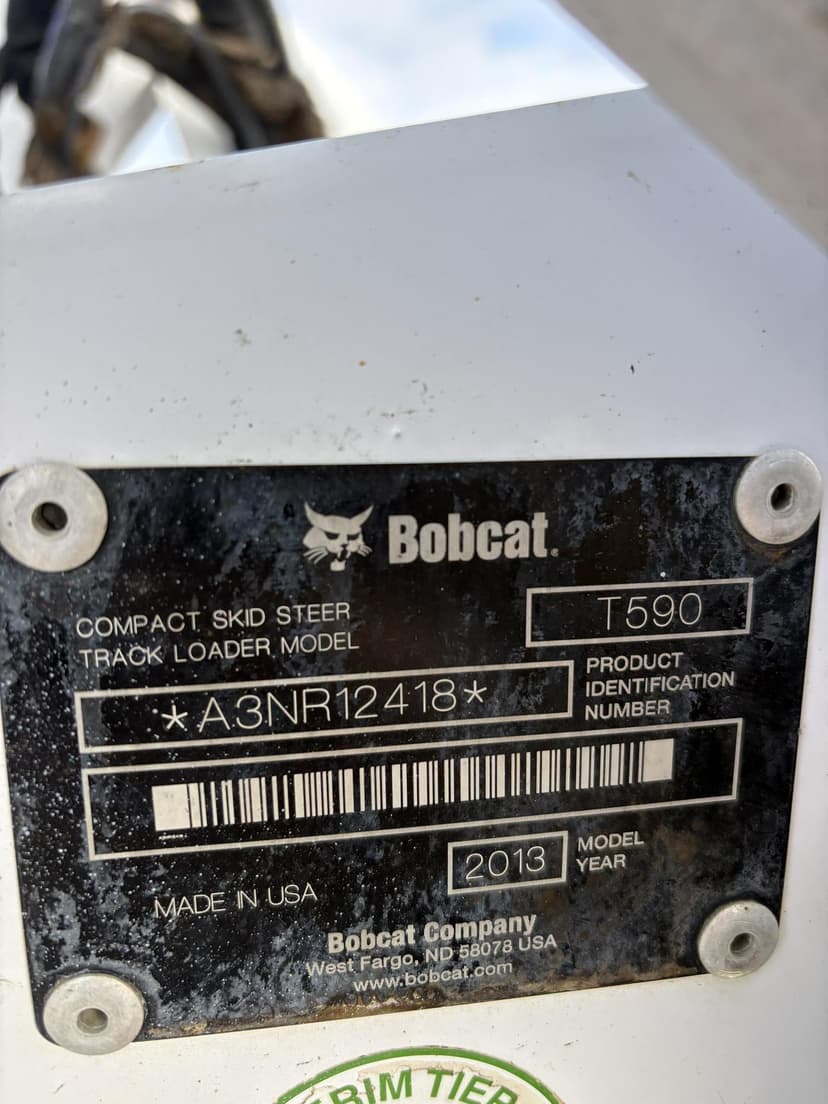 Bobcat.
COMPACT SKID STEER
TRACK LOADER MODEL
T590
*A3NR12418*
PRODUCT
IDENTIFICATION
NUMBER
2013
MODEL
YEAR
MADE IN USA
Bobcat Company
West Fargo, ND 58078 USA
www.bobcat.com
TIER